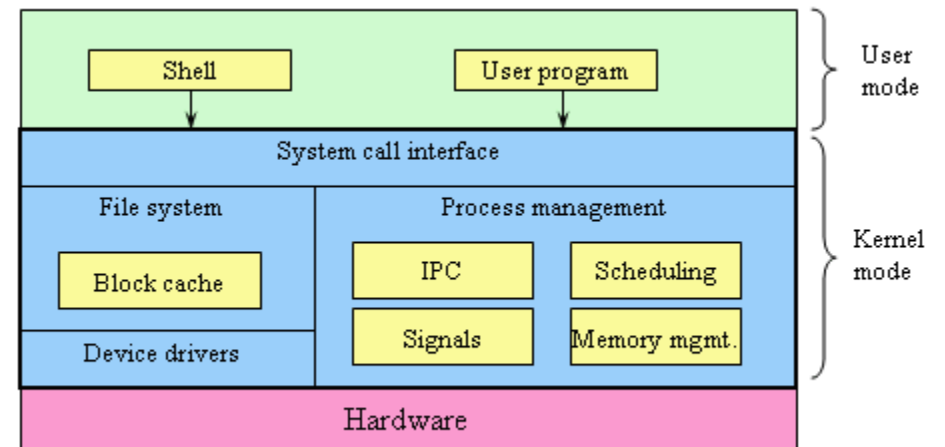 Shell
User program
User
mode
System call interface
File system
Process management
Block cache
IPC
Scheduling
Kernel
mode
Signals
Memory mgmt.
Device drivers
Hardware